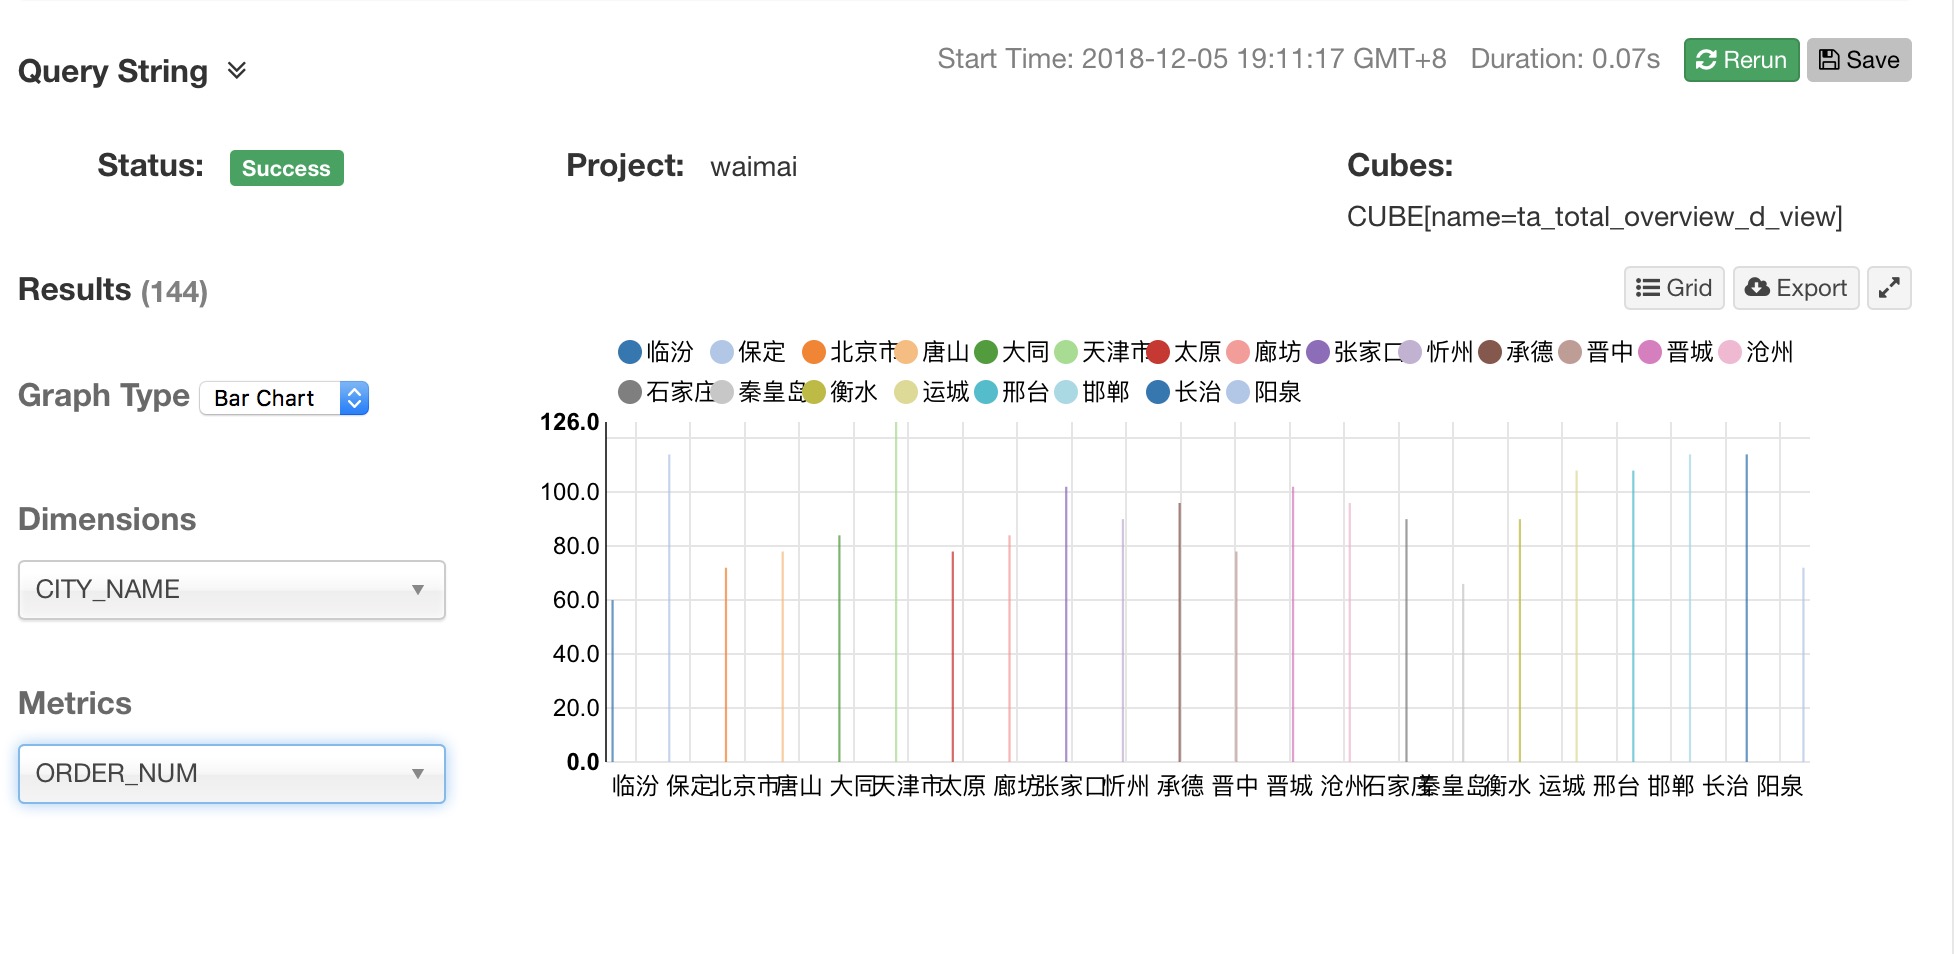 Query String
Start Time: 2018-12-05 19:11:17 GMT+8 Duration: 0.07s Rerun Save
Status: Success Project: waimai Cubes:
CUBE[name=ta_total_overview_d_view]
Results (144)
Grid Export
Graph Type Bar Chart
Dimensions
CITY_NAME
Metrics
ORDER_NUM
临汾 保定 北京市 唐山 大同 天津市 太原 廊坊 张家口 忻州 承德 晋中 晋城 沧州
石家庄 秦皇岛 衡水 运城 邢台 邯郸 长治 阳泉
126.0
100.0
80.0
60.0
40.0
20.0
0.0
临汾 保定 北京市 唐山 大同 天津市 太原 廊坊 张家口 忻州 承德 晋中 晋城 沧州 石家庄 秦皇岛 衡水 运城 邢台 邯郸 长治 阳泉